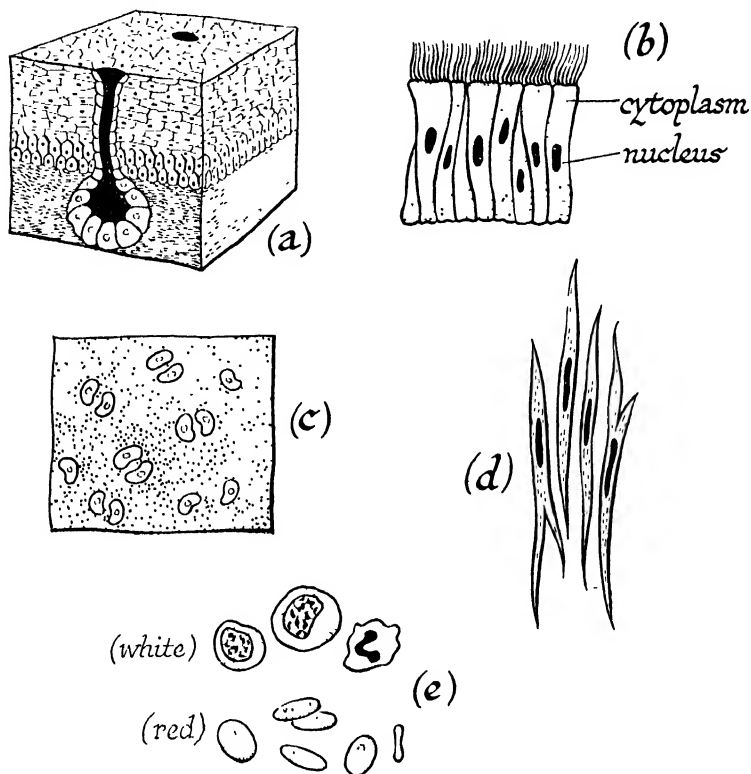 (a)
(b)
cytoplasm
nucleus
(c)
(d)
(white)
(e)
(red)